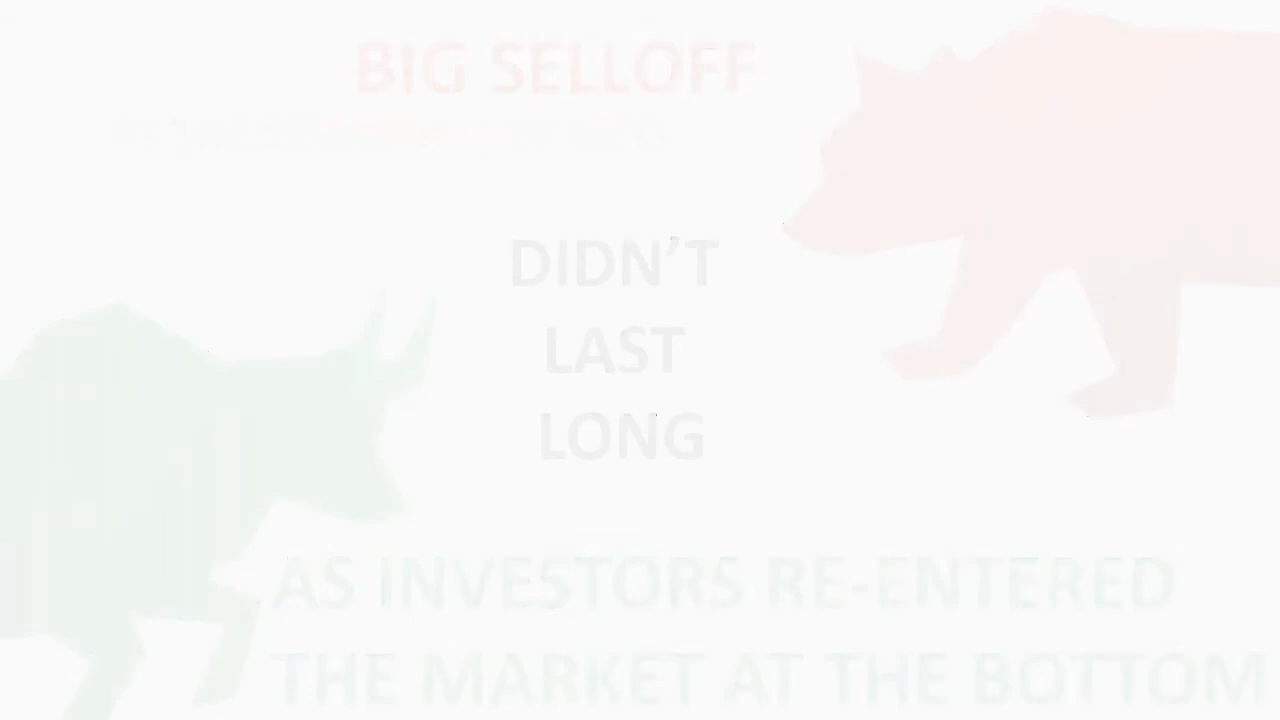 BIG SELLOFF
DIDN'T
LAST
LONG
AS INVESTORS RE-ENTERED
THE MARKET AT THE BOTTOM